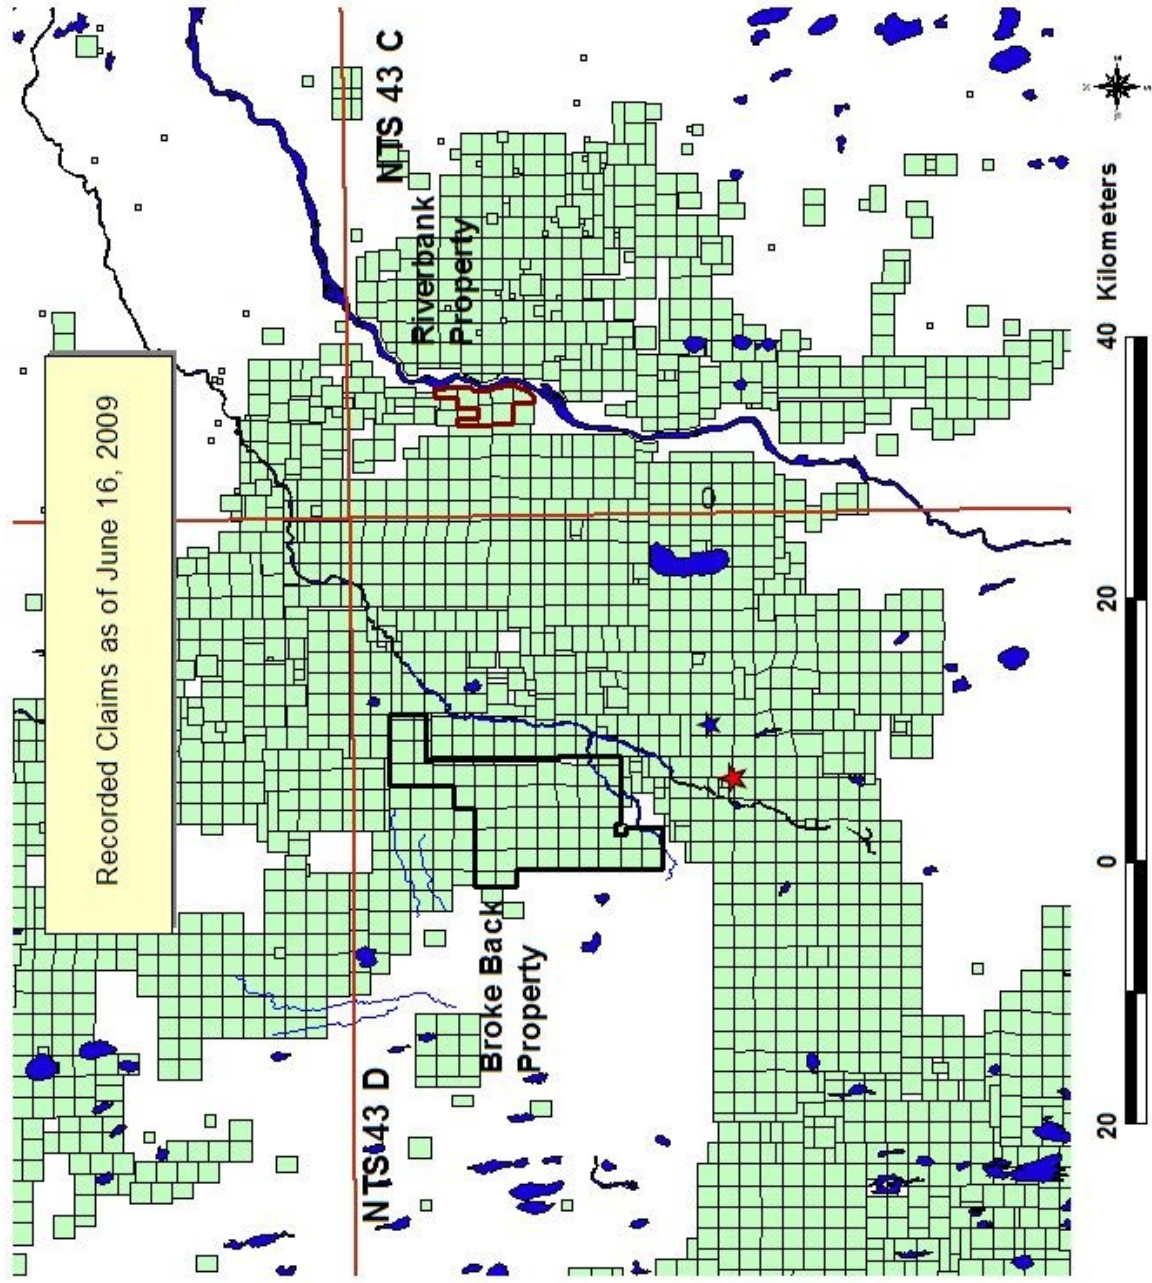 Recorded Claims as of June 16, 2009
NTS 43 D
NTS 43 C
Broke Back
Property
Riverbank
Property
20 0 20 40 Kilometers